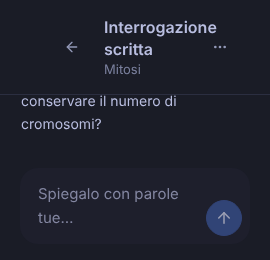 Interrogazione
scritta
Mitosi
conservare il numero di
cromosomi?
Spiegalo con parole
tue...